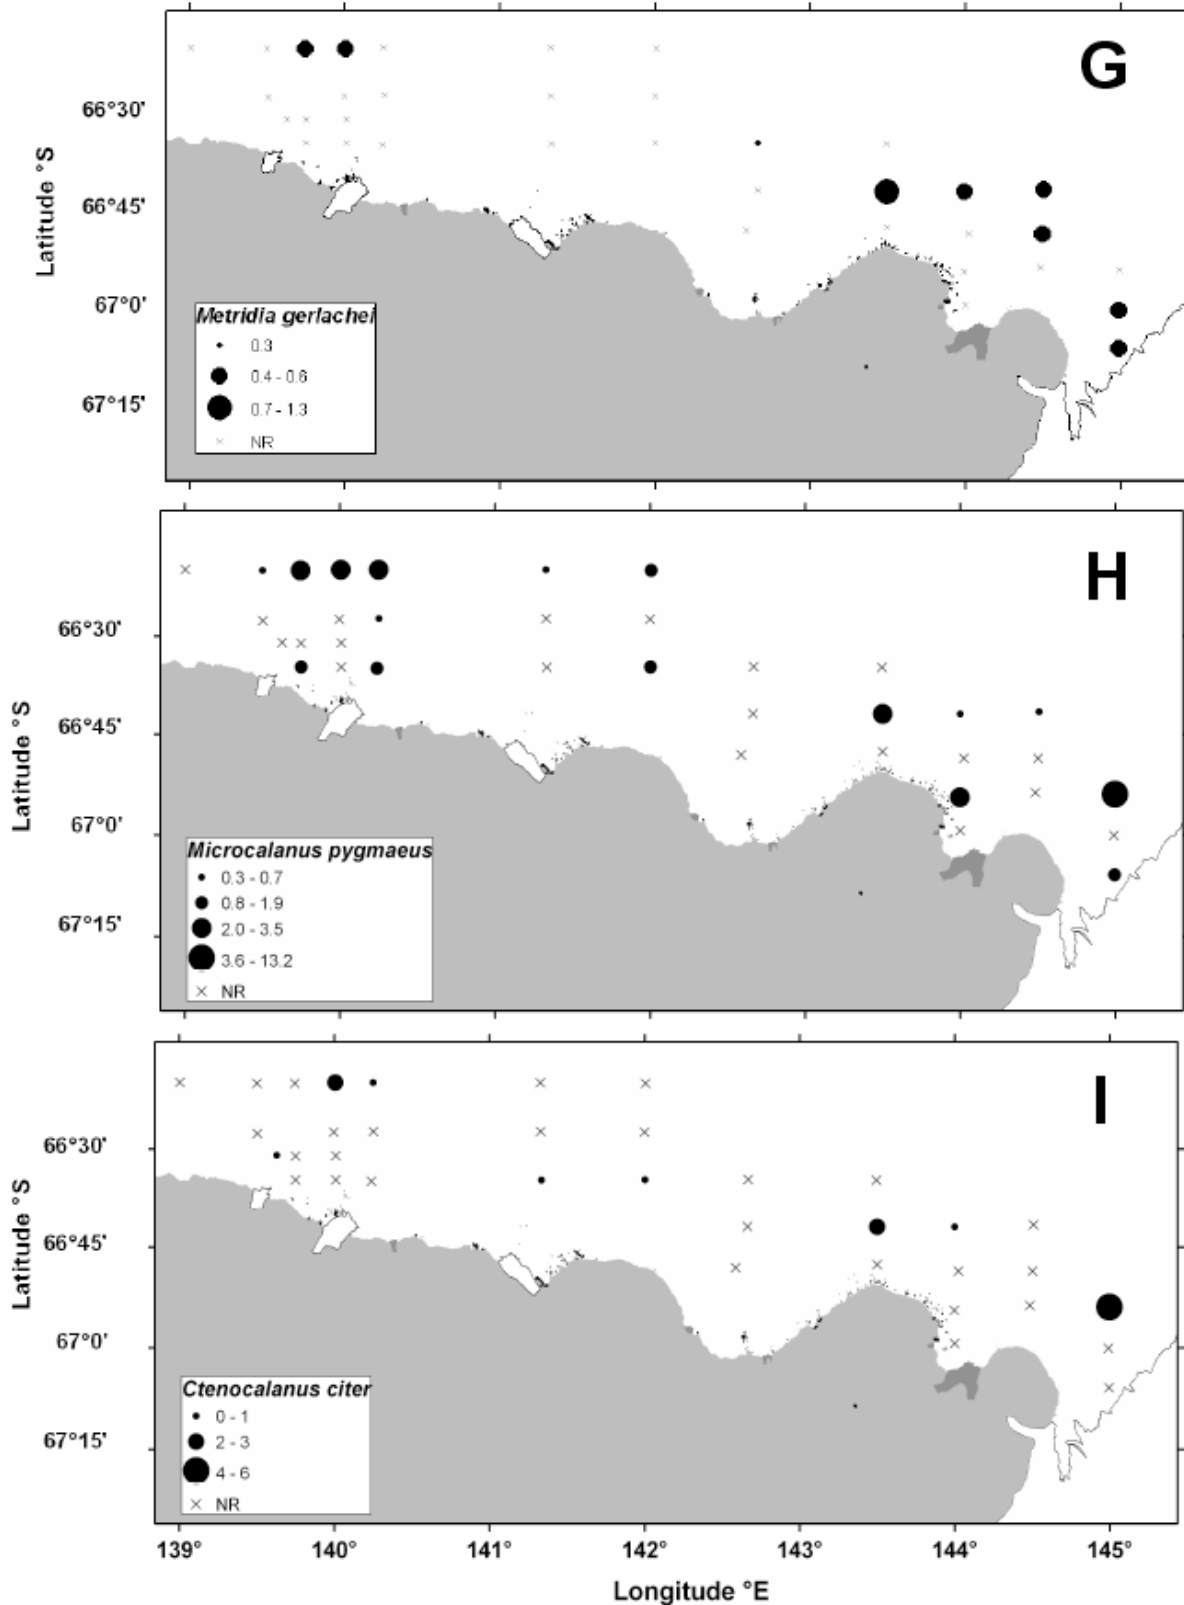 G
66°30'
66°45'
67°0'
67°15'
Latitude °S
Metridia gerlachei
0.3
0.4 - 0.6
0.7 - 1.3
NR
H
66°30'
66°45'
67°0'
67°15'
Latitude °S
Microcalanus pygmaeus
0.3 - 0.7
0.8 - 1.9
2.0 - 3.5
3.6 - 13.2
NR
I
66°30'
66°45'
67°0'
67°15'
Latitude °S
Ctenocalanus citer
0 - 1
2 - 3
4 - 6
NR
139° 140° 141° 142° 143° 144° 145°
Longitude °E